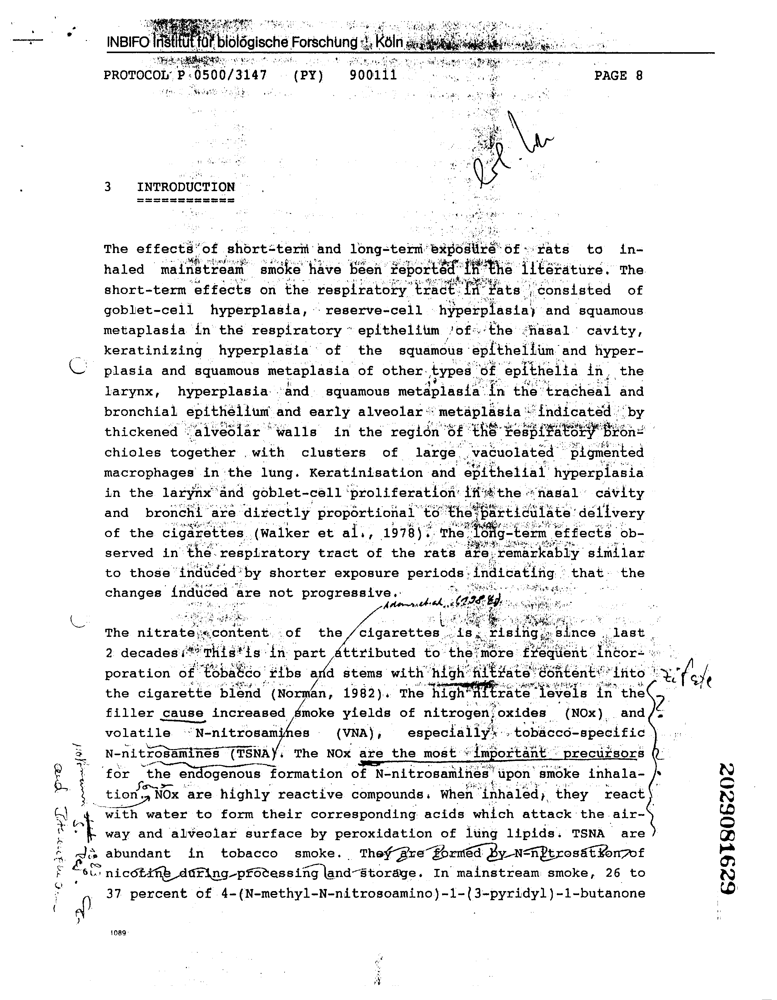 INBIFO Institut für biologische Forschung · Köln
PROTOCOL P 0500/3147 (PY) 900111 PAGE 8
3 INTRODUCTION
============
The effects of short-term and long-term exposure of rats to in-
haled mainstream smoke have been reported in the literature. The
short-term effects on the respiratory tract in rats consisted of
goblet-cell hyperplasia, reserve-cell hyperplasia, and squamous
metaplasia in the respiratory epithelium of the nasal cavity,
keratinizing hyperplasia of the squamous epithelium and hyper-
plasia and squamous metaplasia of other types of epithelia in the
larynx, hyperplasia and squamous metaplasia in the tracheal and
bronchial epithelium and early alveolar metaplasia indicated by
thickened alveolar walls in the region of the respiratory bron-
chioles together with clusters of large vacuolated pigmented
macrophages in the lung. Keratinisation and epithelial hyperplasia
in the larynx and goblet-cell proliferation in the nasal cavity
and bronchi are directly proportional to the particulate delivery
of the cigarettes (Walker et al., 1978). The long-term effects ob-
served in the respiratory tract of the rats are remarkably similar
to those induced by shorter exposure periods indicating that the
changes induced are not progressive.
The nitrate content of the cigarettes is rising since last
2 decades. This is in part attributed to the more frequent incor-
poration of tobacco ribs and stems with high nitrate content into
the cigarette blend (Norman, 1982). The high nitrate levels in the
filler cause increased smoke yields of nitrogen oxides (NOx) and
volatile N-nitrosamines (VNA), especially tobacco-specific
N-nitrosamines (TSNA). The NOx are the most important precursors
for the endogenous formation of N-nitrosamines upon smoke inhala-
tion. NOx are highly reactive compounds. When inhaled, they react
with water to form their corresponding acids which attack the air-
way and alveolar surface by peroxidation of lung lipids. TSNA are
abundant in tobacco smoke. They are formed by N-nitrosation of
nicotine during processing and storage. In mainstream smoke, 26 to
37 percent of 4-(N-methyl-N-nitrosoamino)-1-(3-pyridyl)-1-butanone
1089
2029081629